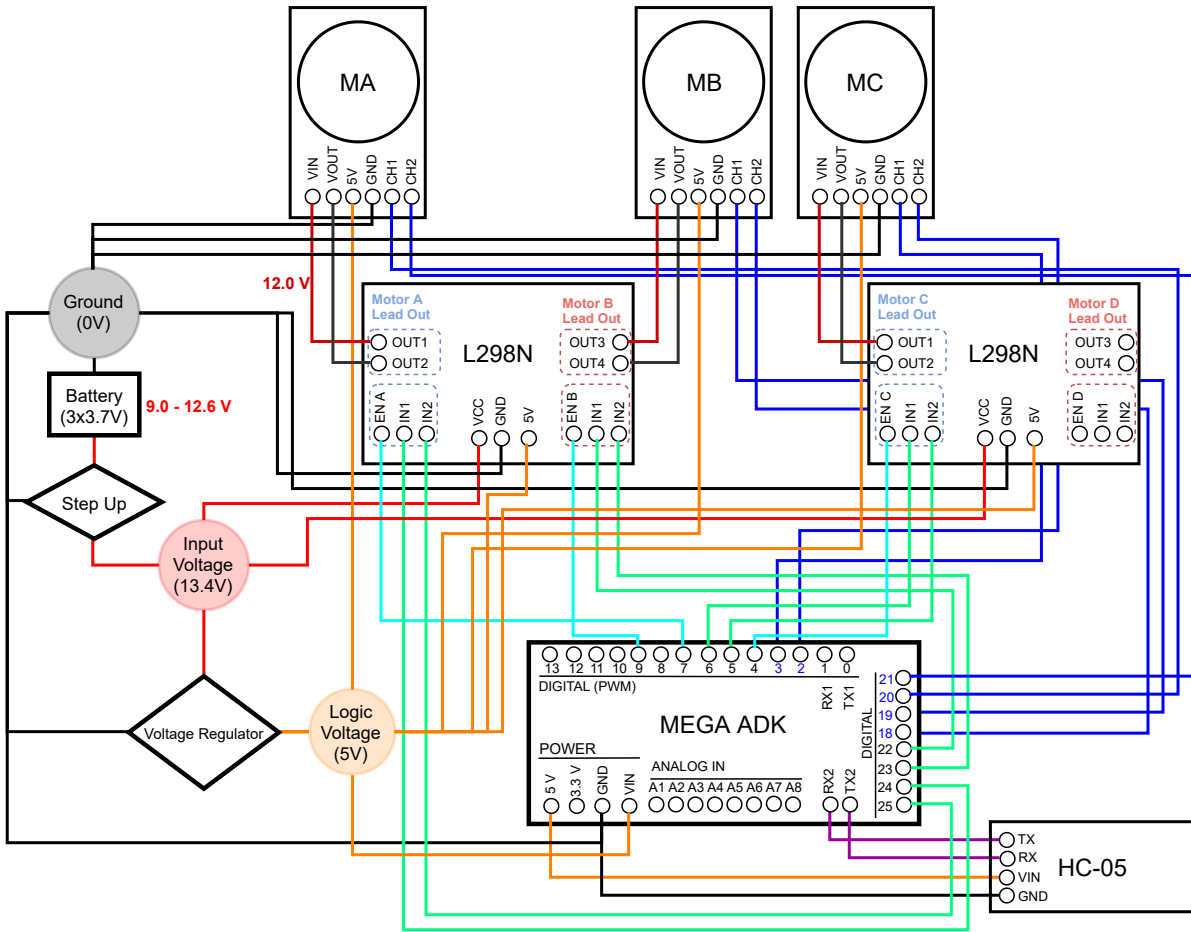 MA
MB
MC
VIN
VOUT
5V
GND
CH1
CH2
VIN
VOUT
5V
GND
CH1
CH2
VIN
VOUT
5V
GND
CH1
CH2
12.0 V
Ground
(0V)
Battery
(3x3.7V)
9.0 - 12.6 V
Step Up
Input
Voltage
(13.4V)
Voltage Regulator
Logic
Voltage
(5V)
Motor A
Lead Out
OUT1
OUT2
L298N
Motor B
Lead Out
OUT3
OUT4
EN A
IN1
IN2
VCC
GND
5V
EN B
IN1
IN2
Motor C
Lead Out
OUT1
OUT2
L298N
Motor D
Lead Out
OUT3
OUT4
EN C
IN1
IN2
VCC
GND
5V
EN D
IN1
IN2
13 12 11 10 9 8 7 6 5 4 3 2 1 0
DIGITAL (PWM)
RX1
TX1
MEGA ADK
DIGITAL
21
20
19
18
22
23
24
25
POWER
5 V
3.3 V
GND
VIN
ANALOG IN
A1 A2 A3 A4 A5 A6 A7 A8
RX2
TX2
TX
RX
VIN
GND
HC-05